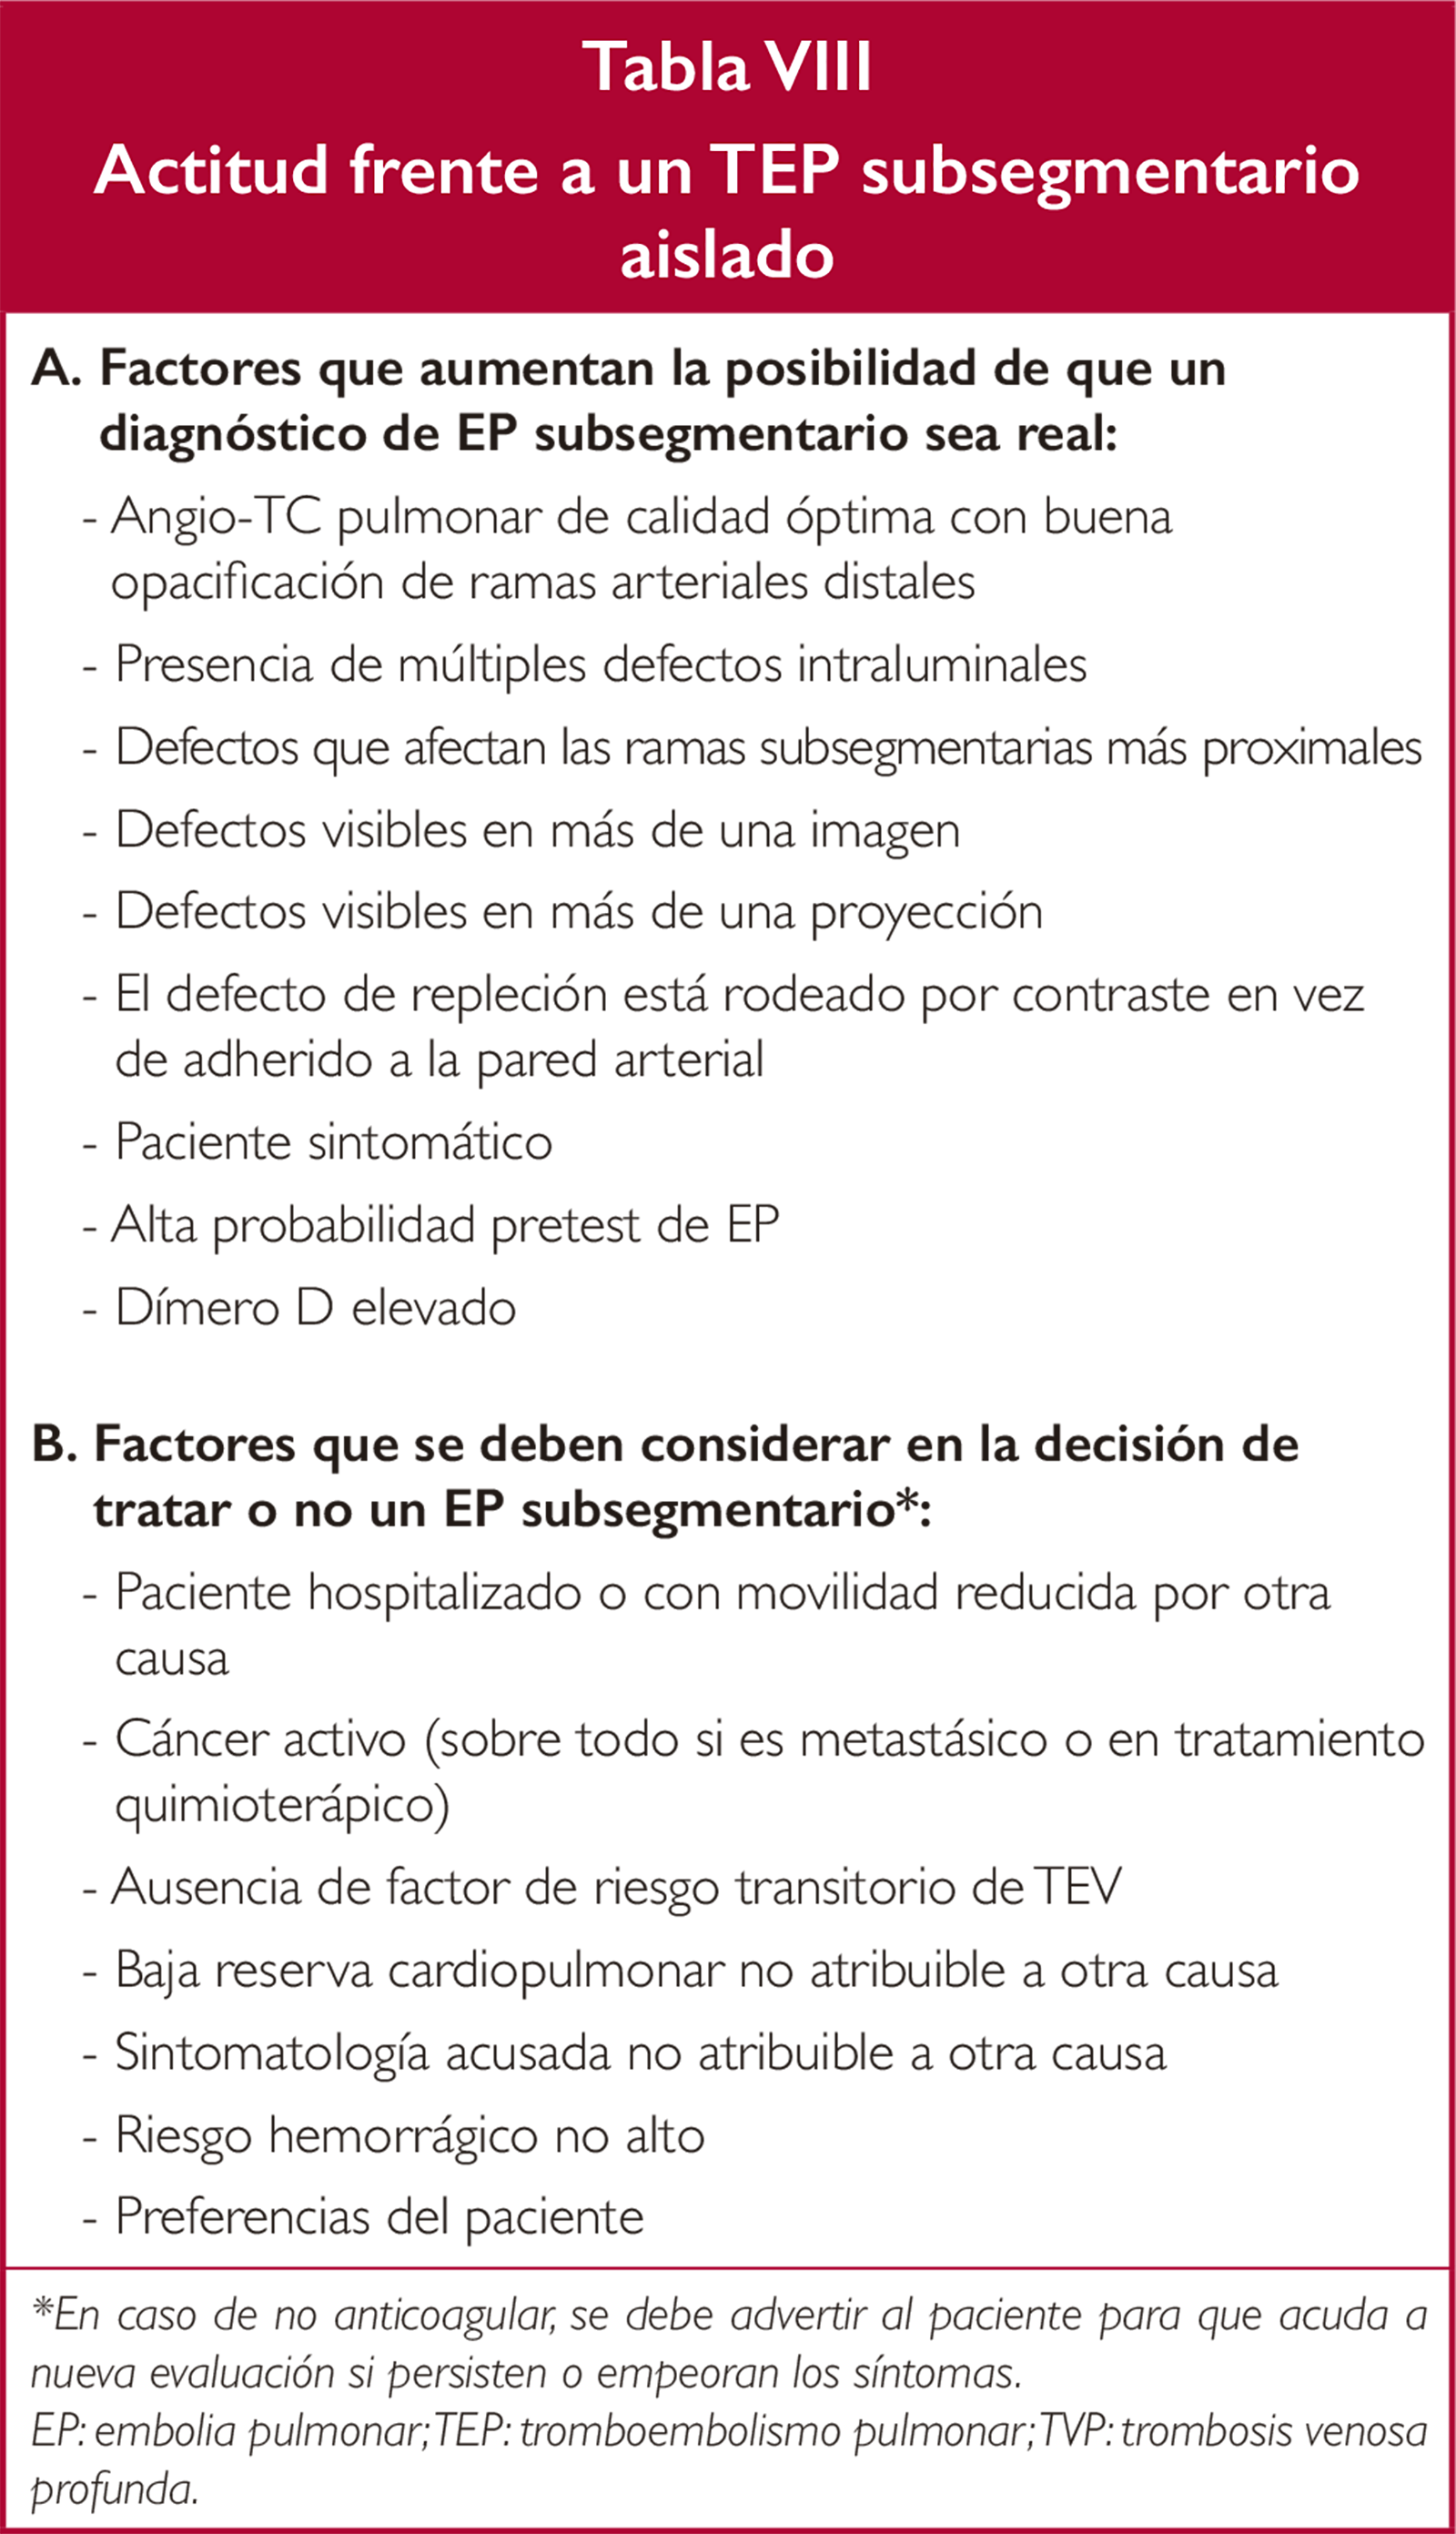 Tabla VIII
Actitud frente a un TEP subsegmentario
aislado
A. Factores que aumentan la posibilidad de que un
diagnóstico de EP subsegmentario sea real:
- Angio-TC pulmonar de calidad óptima con buena
opacificación de ramas arteriales distales
- Presencia de múltiples defectos intraluminales
- Defectos que afectan las ramas subsegmentarias más proximales
- Defectos visibles en más de una imagen
- Defectos visibles en más de una proyección
- El defecto de repleción está rodeado por contraste en vez
de adherido a la pared arterial
- Paciente sintomático
- Alta probabilidad pretest de EP
- Dímero D elevado
B. Factores que se deben considerar en la decisión de
tratar o no un EP subsegmentario*:
- Paciente hospitalizado o con movilidad reducida por otra
causa
- Cáncer activo (sobre todo si es metastásico o en tratamiento
quimioterápico)
- Ausencia de factor de riesgo transitorio de TEV
- Baja reserva cardiopulmonar no atribuible a otra causa
- Sintomatología acusada no atribuible a otra causa
- Riesgo hemorrágico no alto
- Preferencias del paciente
*En caso de no anticoagular, se debe advertir al paciente para que acuda a
nueva evaluación si persisten o empeoran los síntomas.
EP: embolia pulmonar; TEP: tromboembolismo pulmonar; TVP: trombosis venosa
profunda.